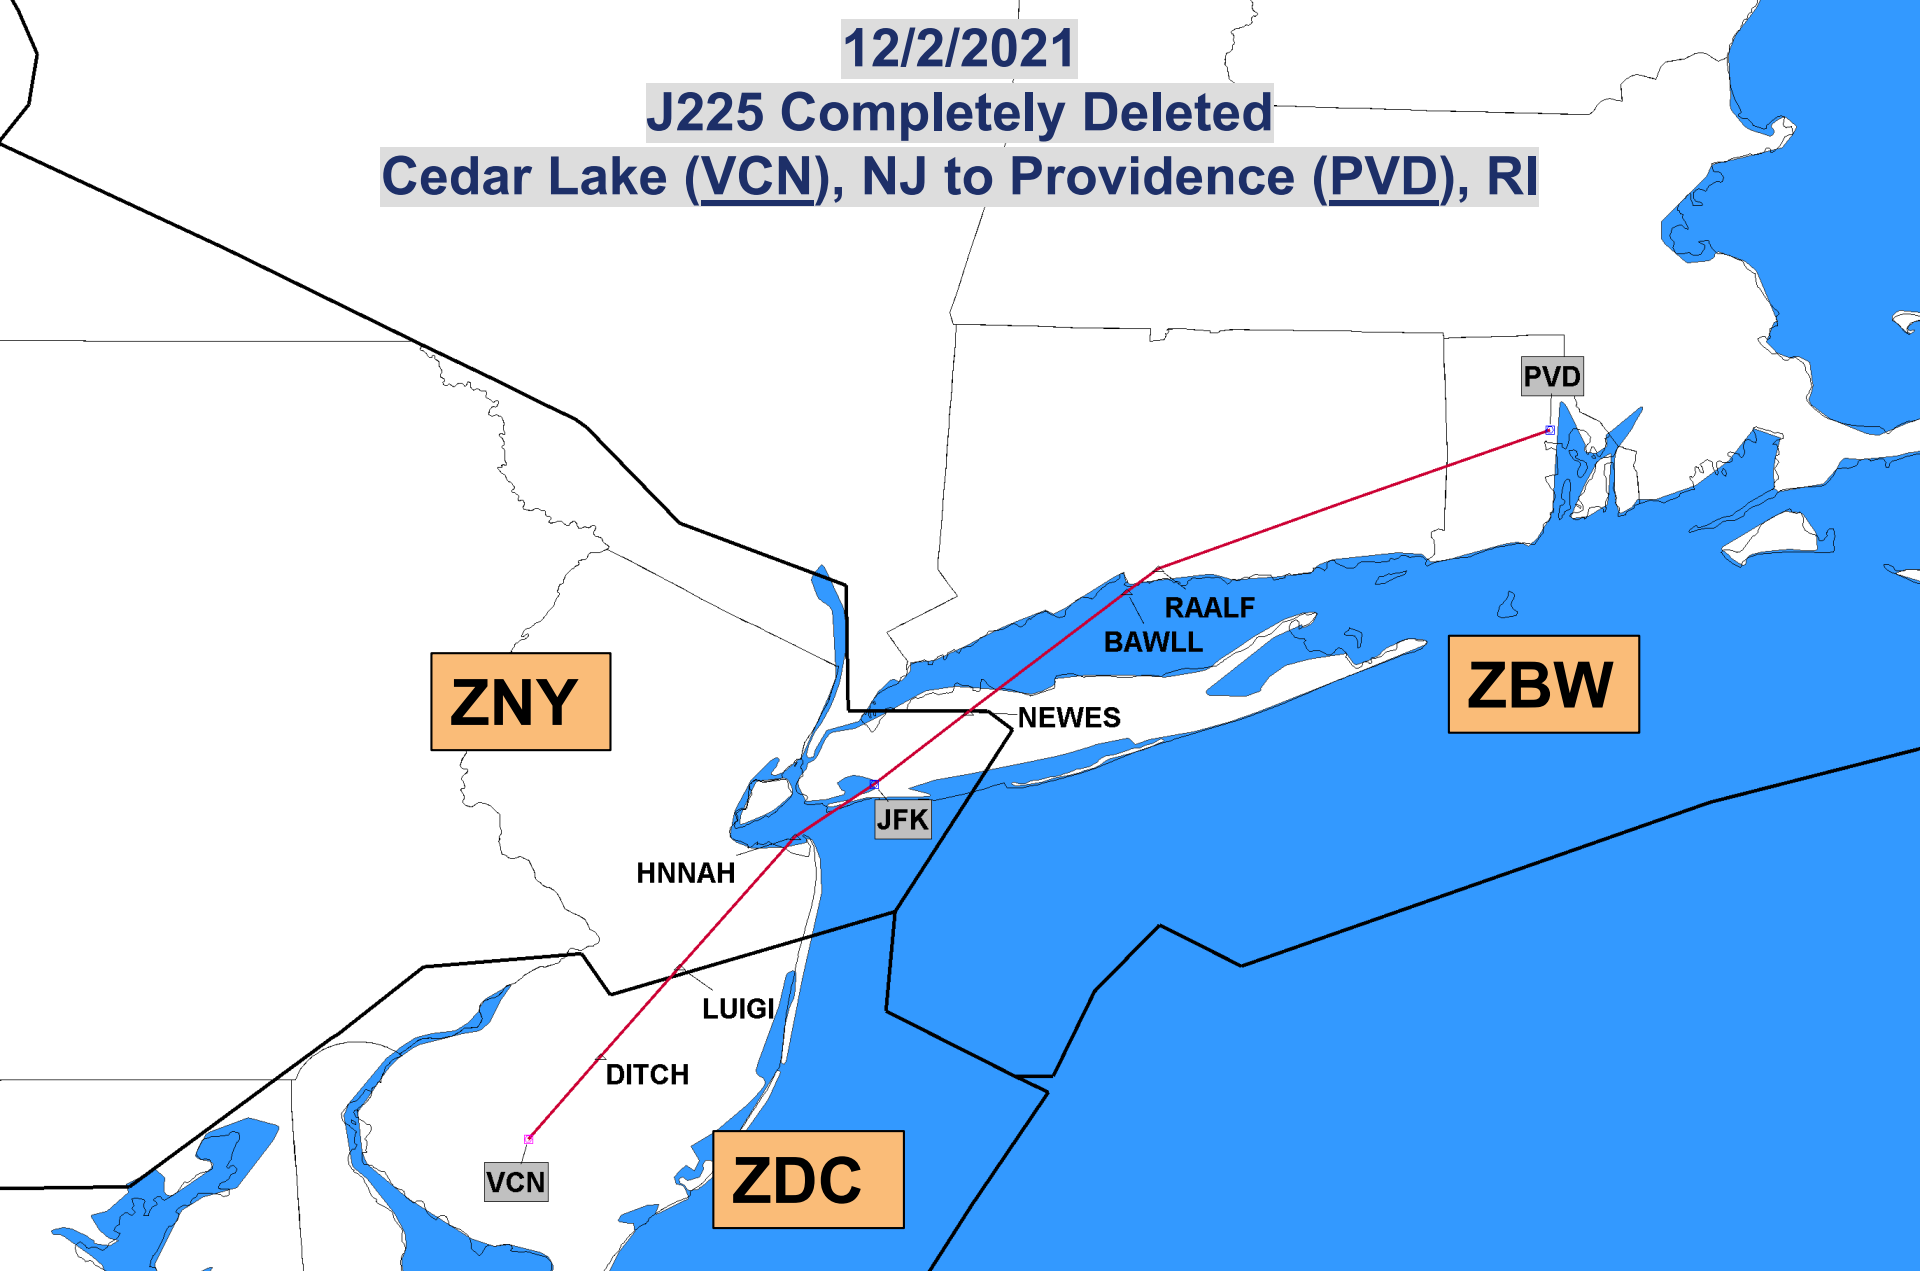 12/2/2021
J225 Completely Deleted
Cedar Lake (VCN), NJ to Providence (PVD), RI
PVD
RAALF
BAWLL
ZNY
ZBW
NEWES
JFK
HNNAH
LUIGI
DITCH
VCN
ZDC